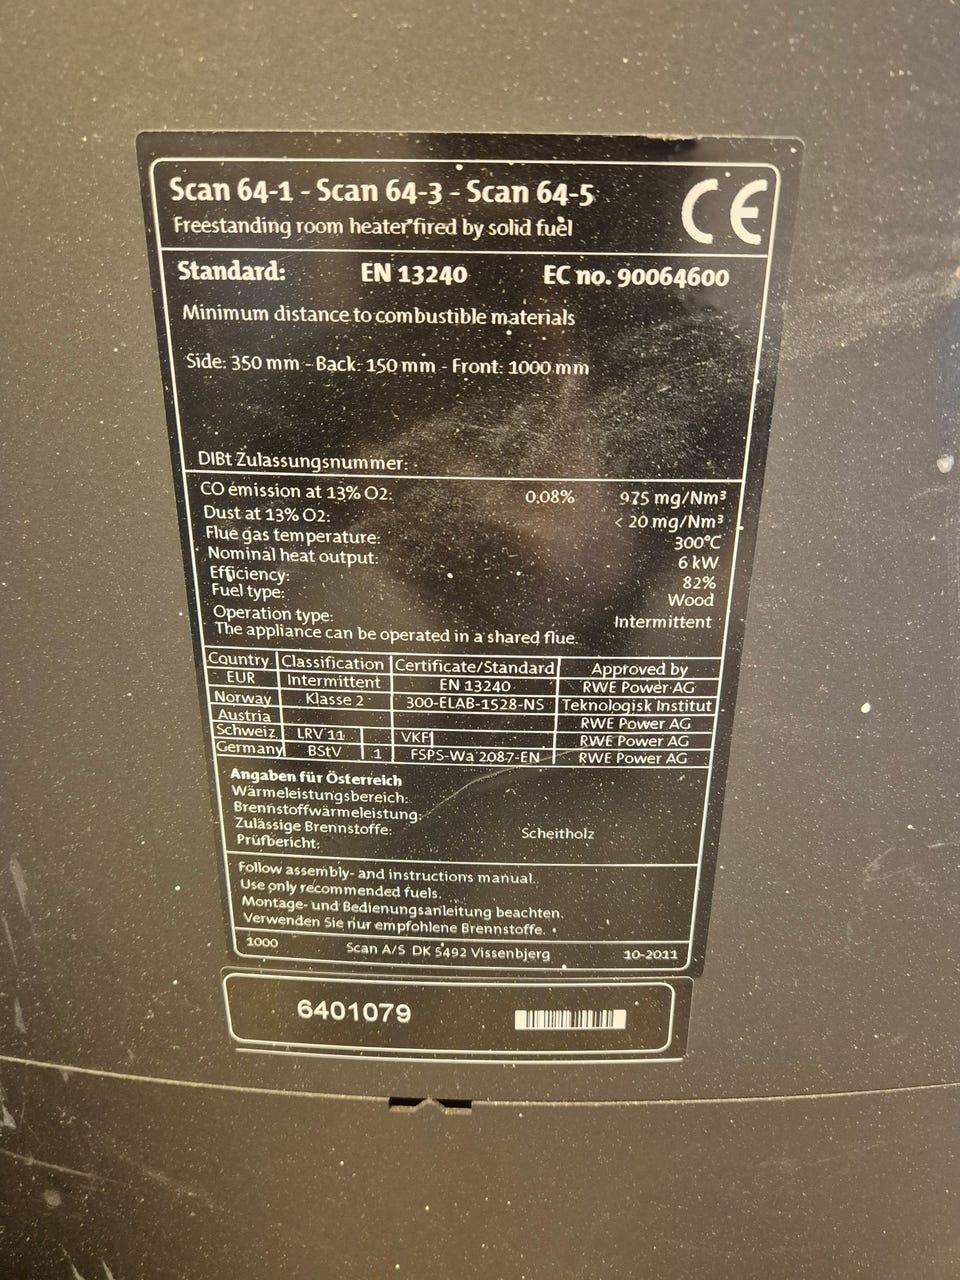 Scan 64-1 - Scan 64-3 - Scan 64-5 CE
Freestanding room heater fired by solid fuel
Standard: EN 13240 EC no. 90064600
Minimum distance to combustible materials
Side: 350 mm - Back: 150 mm - Front: 1000 mm
DIBt Zulassungsnummer: -
CO emission at 13% O2: 0,08% 975 mg/Nm³
Dust at 13% O2: < 20 mg/Nm³
Flue gas temperature: 300°C
Nominal heat output: 6 kW
Efficiency: 82%
Fuel type: Wood
Operation type: Intermittent
The appliance can be operated in a shared flue.
Country Classification Certificate/Standard Approved by
EUR Intermittent EN 13240 RWE Power AG
Norway Klasse 2 300-ELAB-1528-NS Teknologisk Institut
Austria RWE Power AG
Schweiz LRV 11 VKF RWE Power AG
Germany BStV 1 FSPS-Wa 2087-EN RWE Power AG
Angaben für Österreich
Wärmeleistungsbereich:
Brennstoffwärmeleistung:
Zulässige Brennstoffe: Scheitholz
Prüfbericht:
Follow assembly- and instructions manual.
Use only recommended fuels.
Montage- und Bedienungsanleitung beachten.
Verwenden Sie nur empfohlene Brennstoffe.
1000 Scan A/S DK 5492 Vissenbjerg 10-2011
6401079